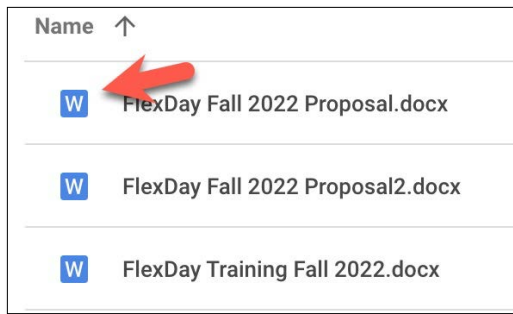 Name ↑
W FlexDay Fall 2022 Proposal.docx
W FlexDay Fall 2022 Proposal2.docx
W FlexDay Training Fall 2022.docx